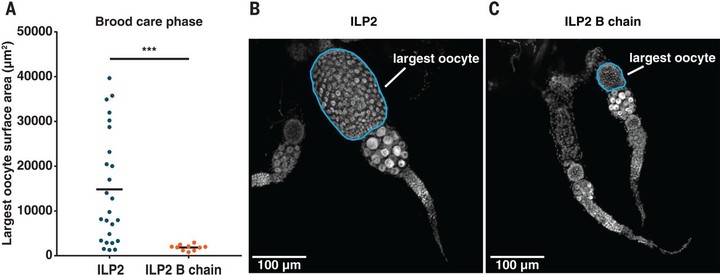 A
Brood care phase
Largest oocyte surface area (µm²)
50000
40000
30000
20000
10000
0
***
ILP2
ILP2 B chain
B
ILP2
largest oocyte
100 µm
C
ILP2 B chain
largest oocyte
100 µm